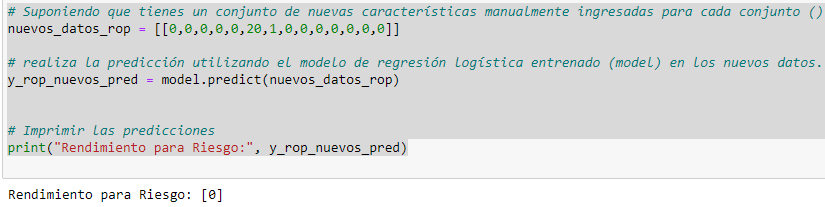 # Suponiendo que tienes un conjunto de nuevas características manualmente ingresadas para cada conjunto ()
nuevos_datos_rop = [[0,0,0,0,0,20,1,0,0,0,0,0,0,0]]
# realiza la predicción utilizando el modelo de regresión logística entrenado (model) en los nuevos datos.
y_rop_nuevos_pred = model.predict(nuevos_datos_rop)
# Imprimir las predicciones
print("Rendimiento para Riesgo:", y_rop_nuevos_pred)
Rendimiento para Riesgo: [0]